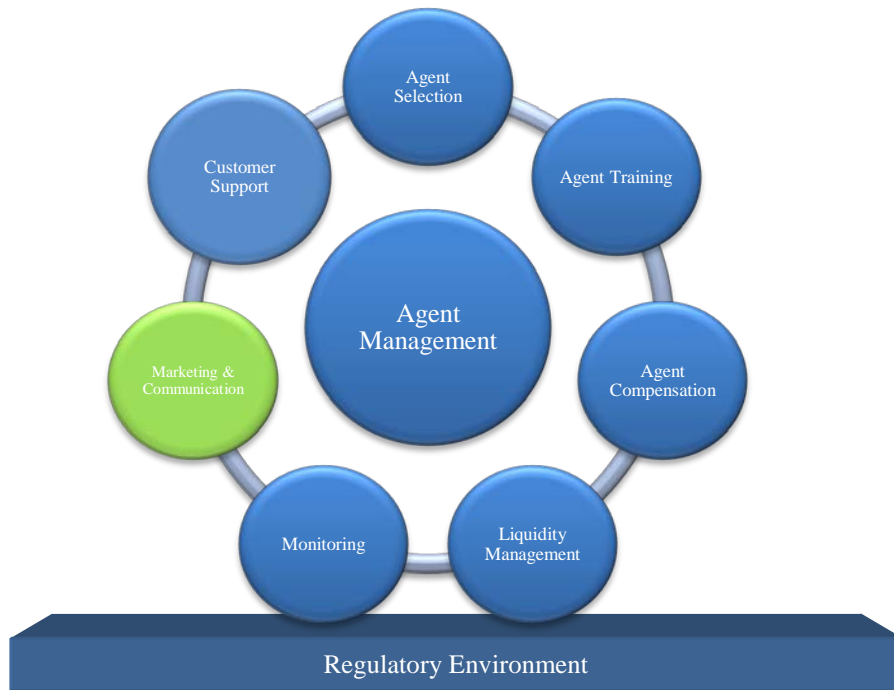 Agent
Selection
Customer
Support
Agent Training
Agent
Management
Marketing &
Communication
Agent
Compensation
Monitoring
Liquidity
Management
Regulatory Environment